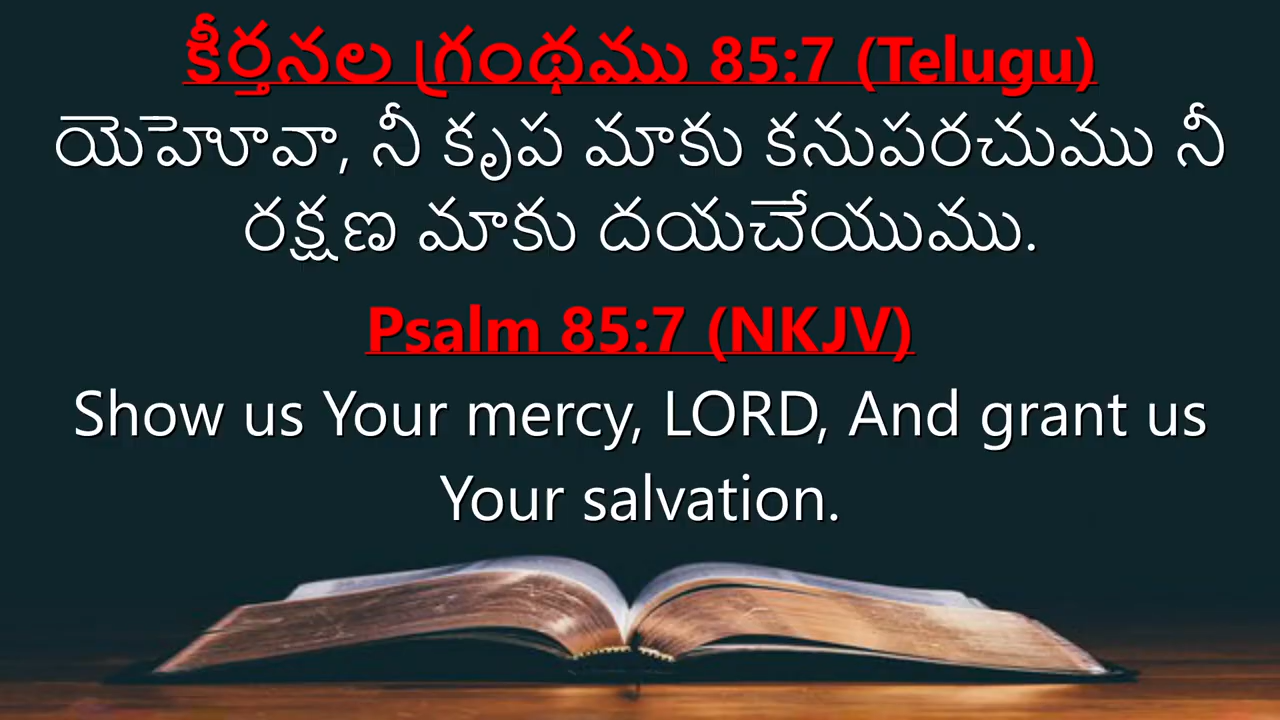 కీర్తనల గ్రంథము 85:7 (Telugu)
యెహోవా, నీ కృప మాకు కనుపరచుము నీ
రక్షణ మాకు దయచేయుము.
Psalm 85:7 (NKJV)
Show us Your mercy, LORD, And grant us
Your salvation.